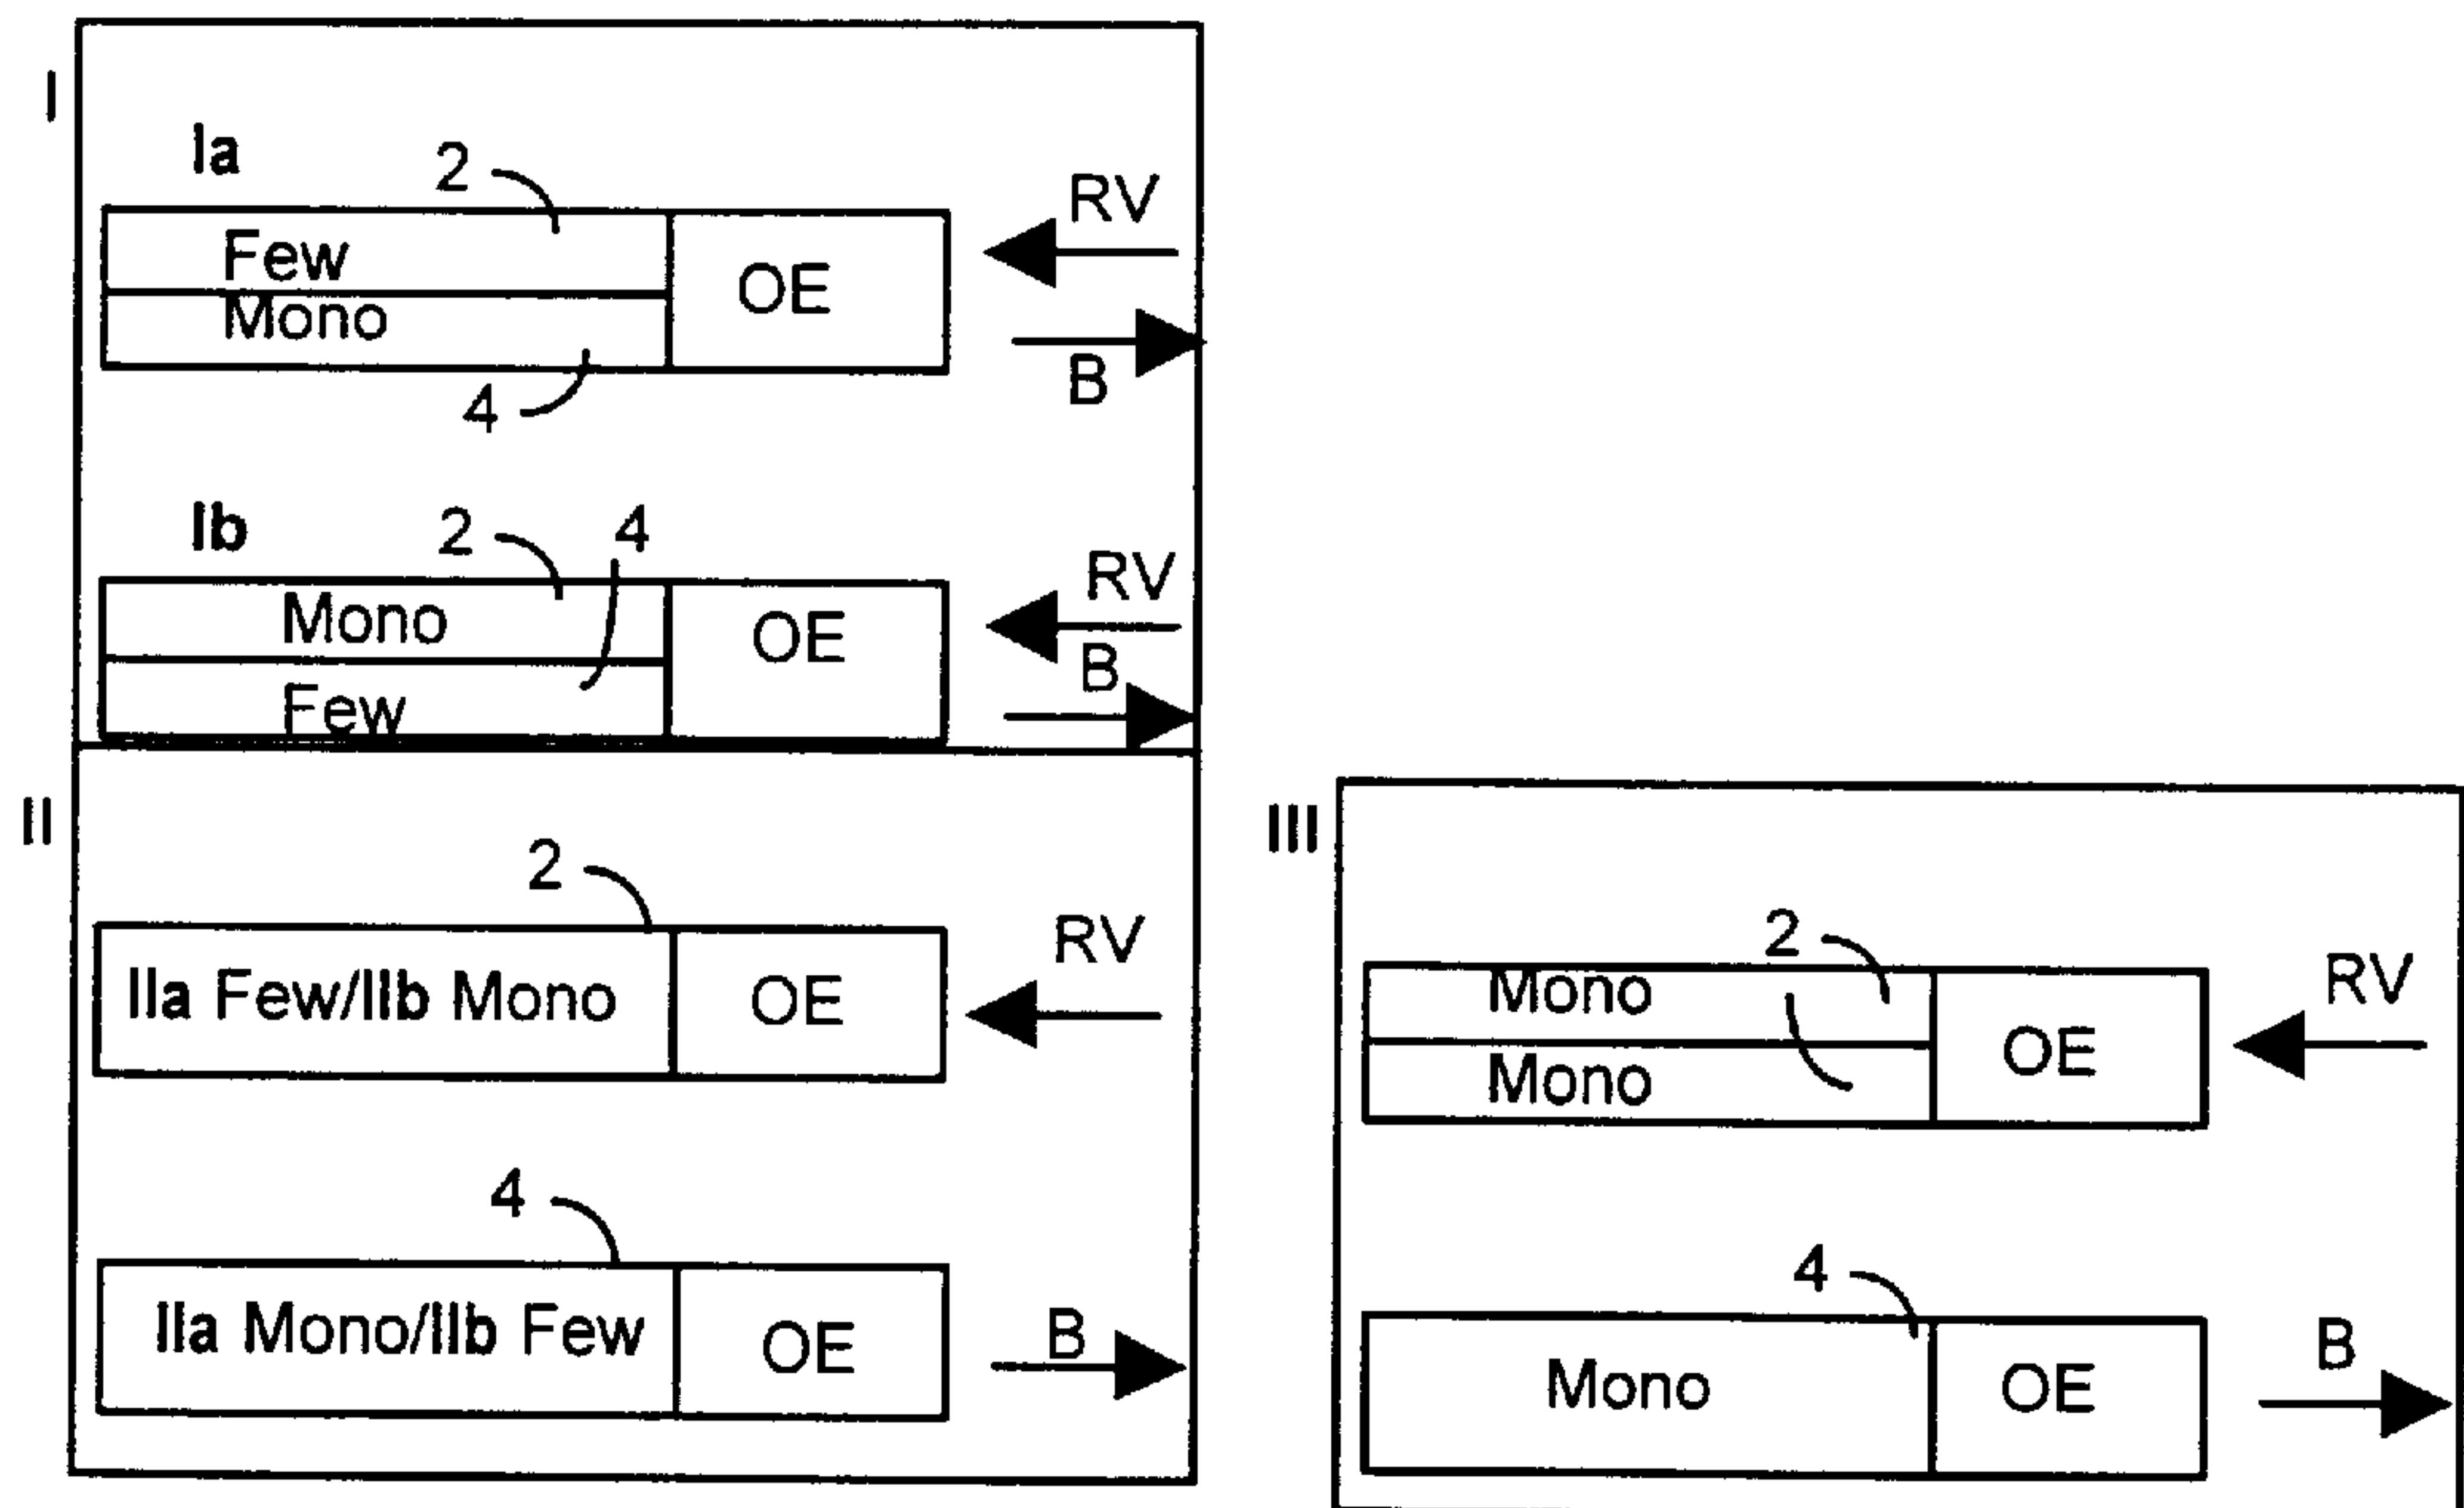 I
Ia
2
RV
Few
OE
Mono
B
4
Ib
2
4
RV
Mono
OE
B
Few
II
2
RV
IIa Few/IIb Mono
OE
4
B
IIa Mono/IIb Few
OE
III
2
RV
Mono
OE
Mono
4
B
Mono
OE